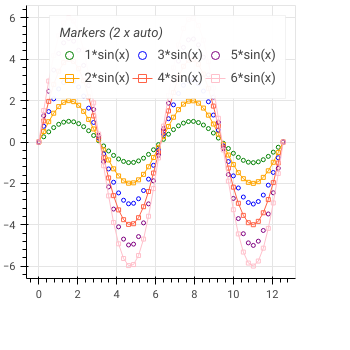 Markers (2 x auto)
1*sin(x) 3*sin(x) 5*sin(x)
2*sin(x) 4*sin(x) 6*sin(x)
6
4
2
0
−2
−4
−6
0 2 4 6 8 10 12